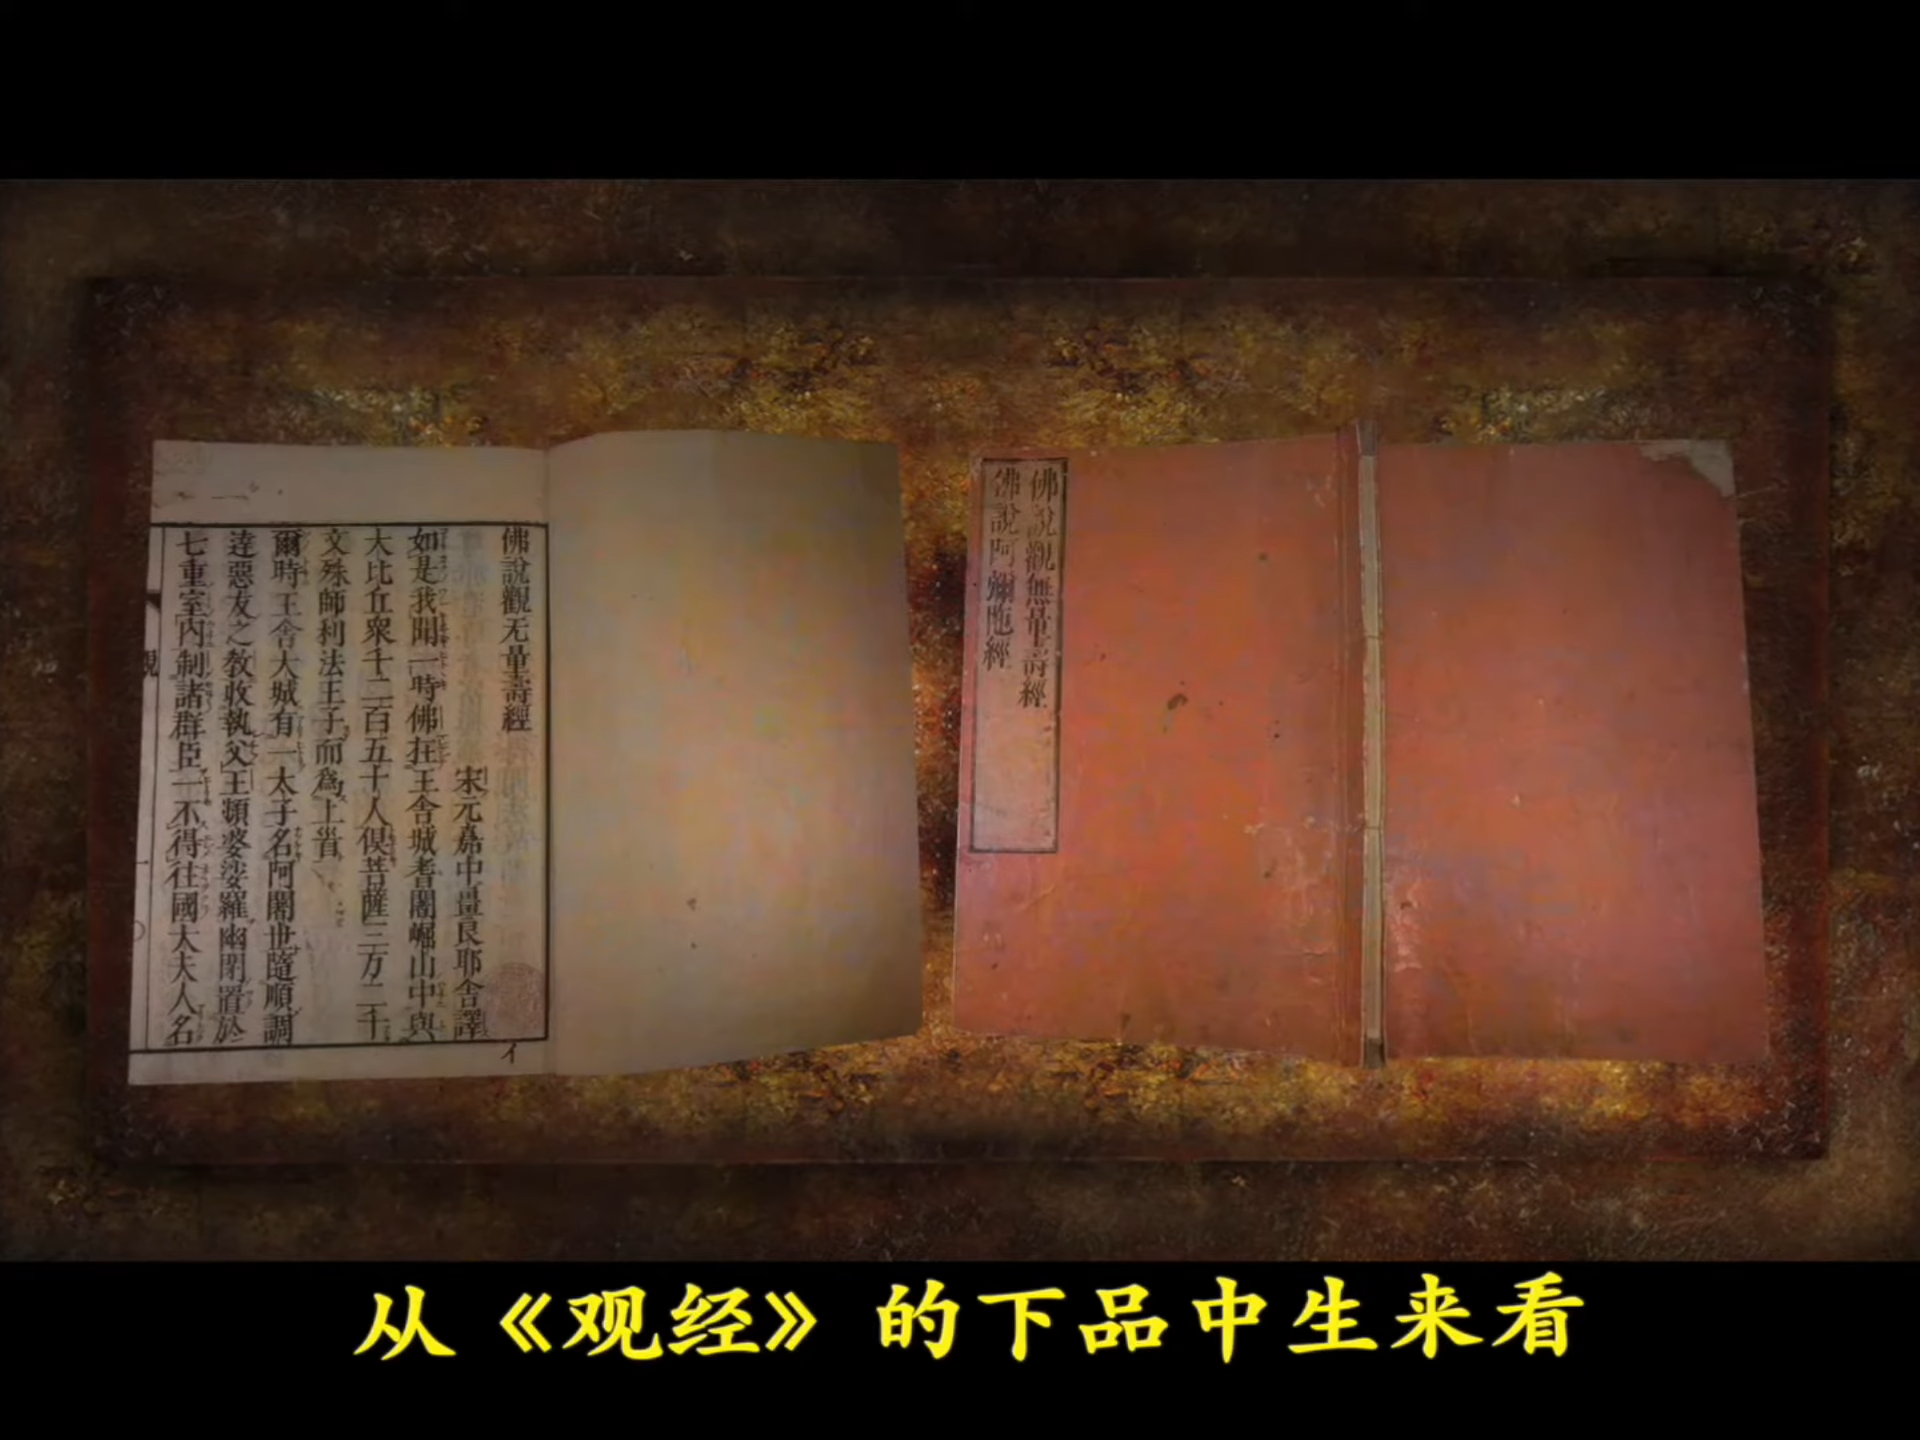 佛說觀无量壽經
宋元嘉中畺良耶舍譯
如是我聞一時佛在王舍城耆闍崛山中與
大比丘衆千二百五十人俱菩薩三万二千
文殊師利法王子而爲上首
爾時王舍大城有一太子名阿闍世隨順調
達惡友之教收執父王頻婆娑羅幽閉置於
七重室内制諸群臣一不得往國大夫人名
佛說觀無量壽經
佛說阿彌陁經
从《观经》的下品中生来看